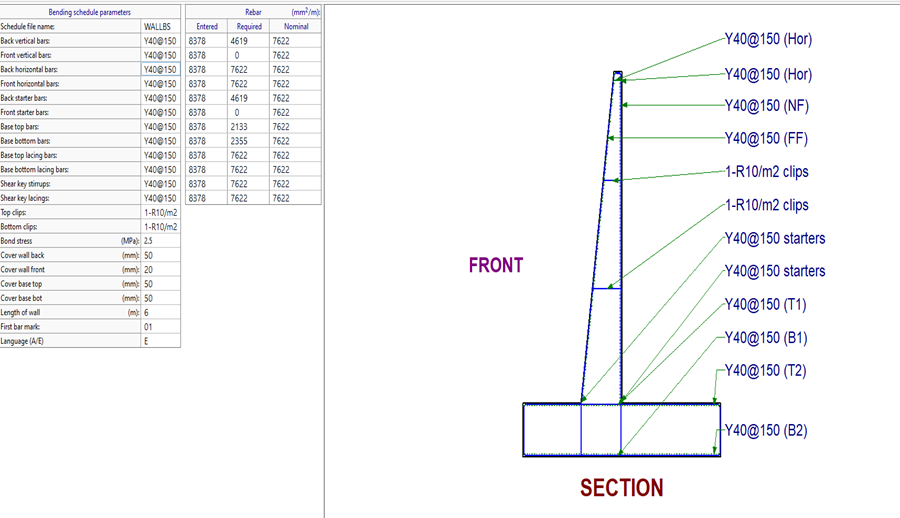 Bending schedule parameters
Schedule file name: WALLBS
Back vertical bars: Y40@150
Front vertical bars: Y40@150
Back horizontal bars: Y40@150
Front horizontal bars: Y40@150
Back starter bars: Y40@150
Front starter bars: Y40@150
Base top bars: Y40@150
Base bottom bars: Y40@150
Base top lacing bars: Y40@150
Base bottom lacing bars: Y40@150
Shear key stirrups: Y40@150
Shear key lacings: Y40@150
Top clips: 1-R10/m2
Bottom clips: 1-R10/m2
Bond stress (MPa): 2.5
Cover wall back (mm): 50
Cover wall front (mm): 20
Cover base top (mm): 50
Cover base bot (mm): 50
Length of wall (m): 6
First bar mark: 01
Language (A/E) E
Rebar (mm²/m):
Entered Required Nominal
8378 4619 7622
8378 0 7622
8378 7622 7622
8378 7622 7622
8378 4619 7622
8378 0 7622
8378 2133 7622
8378 2355 7622
8378 7622 7622
8378 7622 7622
8378 7622 7622
8378 7622 7622
Y40@150 (Hor)
Y40@150 (Hor)
Y40@150 (NF)
Y40@150 (FF)
1-R10/m2 clips
1-R10/m2 clips
Y40@150 starters
FRONT
Y40@150 starters
Y40@150 (T1)
Y40@150 (B1)
Y40@150 (T2)
Y40@150 (B2)
SECTION